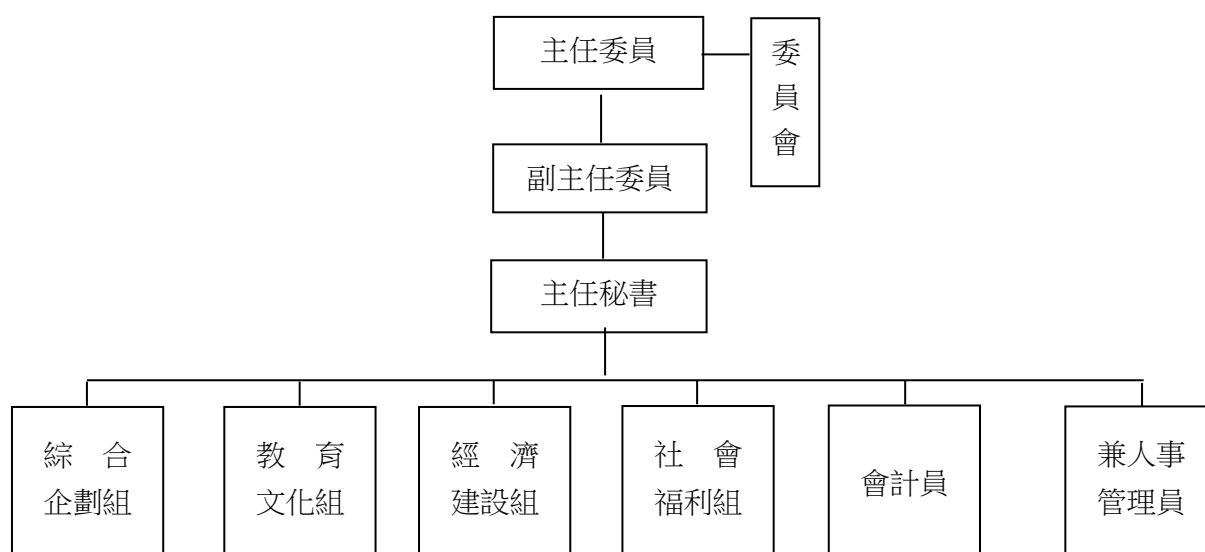 主任委員
委員會
副主任委員
主任秘書
綜 合
企劃組
教 育
文化組
經 濟
建設組
社 會
福利組
會計員
兼人事
管理員